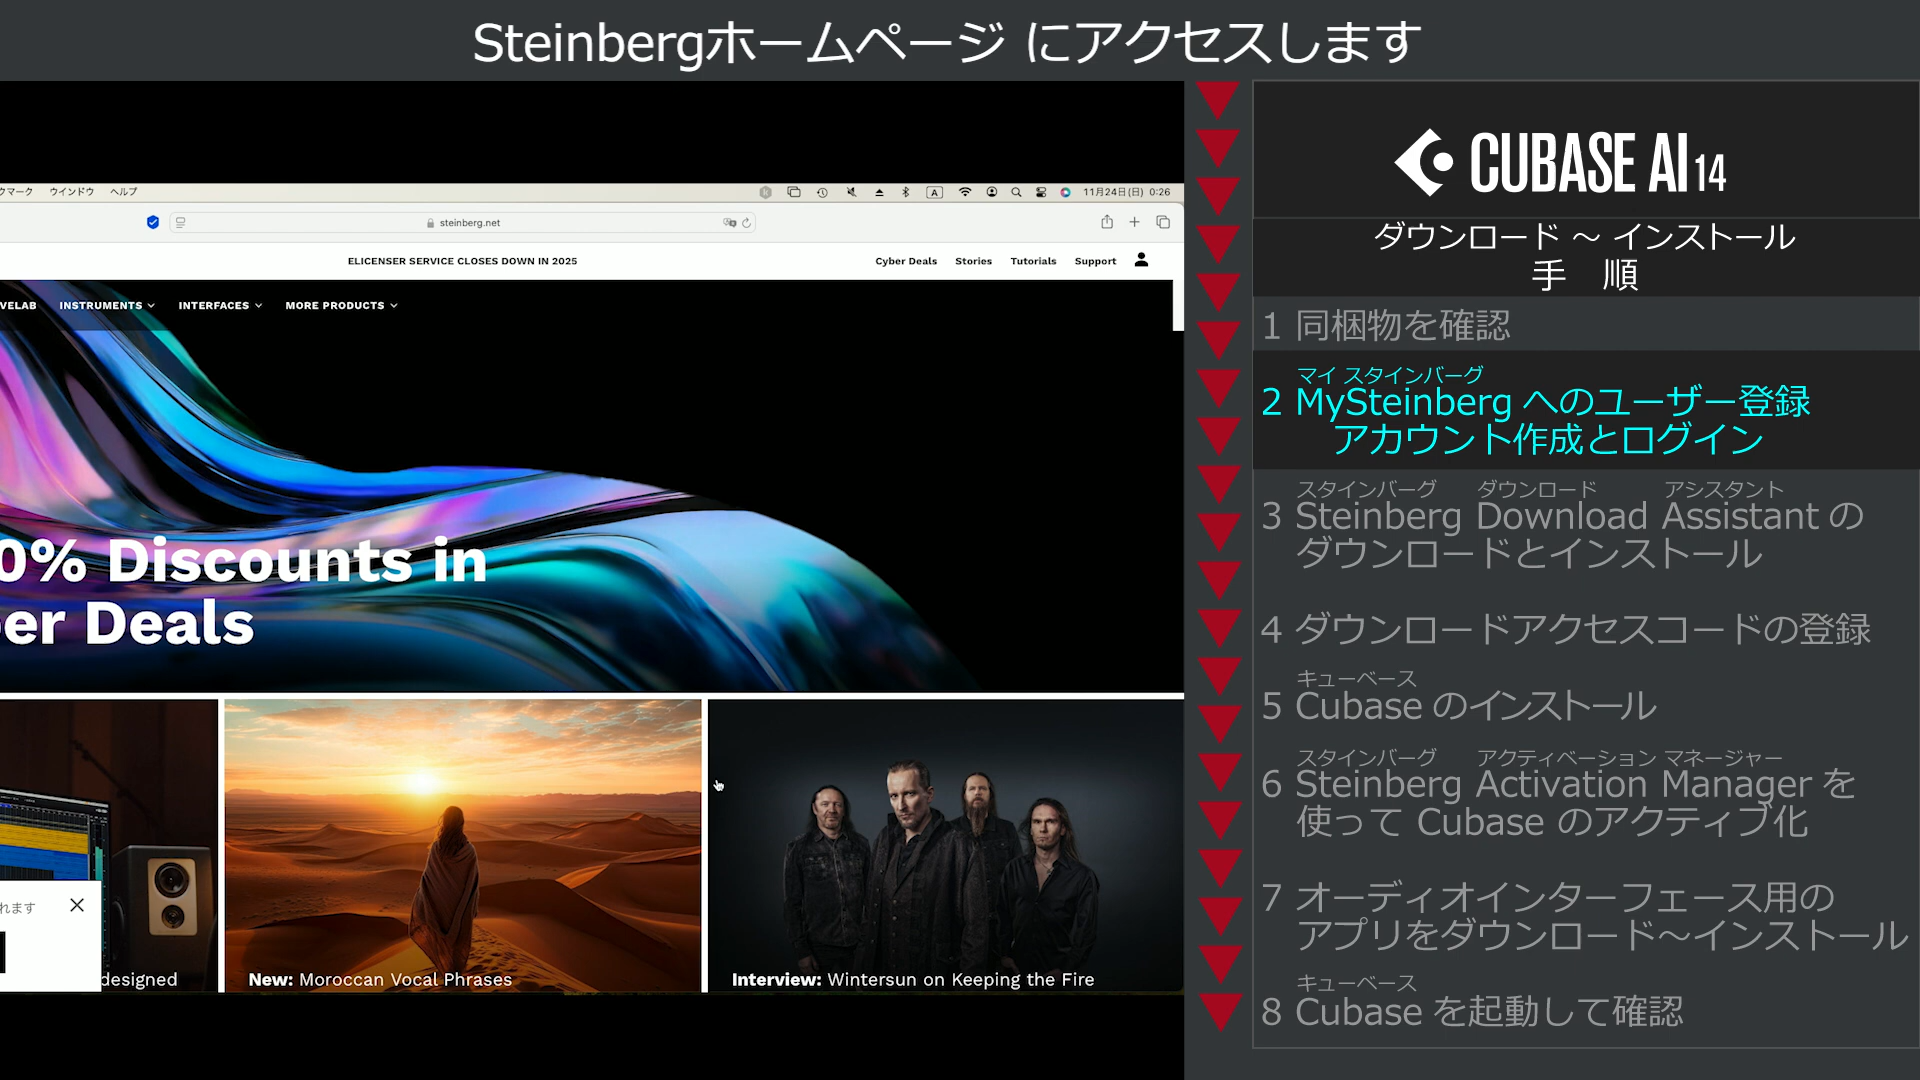 Steinbergホームページ にアクセスします
ウインドウ ヘルプ
A
11月24日(日) 0:26
steinberg.net
ELICENSER SERVICE CLOSES DOWN IN 2025
Cyber Deals Stories Tutorials Support
VELAB INSTRUMENTS INTERFACES MORE PRODUCTS
0% Discounts in
er Deals
れます
designed
New: Moroccan Vocal Phrases
Interview: Wintersun on Keeping the Fire
CUBASE AI 14
ダウンロード ～ インストール
手 順
1 同梱物を確認
マイ スタインバーグ
2 MySteinberg へのユーザー登録
アカウント作成とログイン
スタインバーグ ダウンロード アシスタント
3 Steinberg Download Assistant の
ダウンロードとインストール
4 ダウンロードアクセスコードの登録
キューベース
5 Cubase のインストール
スタインバーグ アクティベーション マネージャー
6 Steinberg Activation Manager を
使って Cubase のアクティブ化
7 オーディオインターフェース用の
アプリをダウンロード～インストール
キューベース
8 Cubase を起動して確認